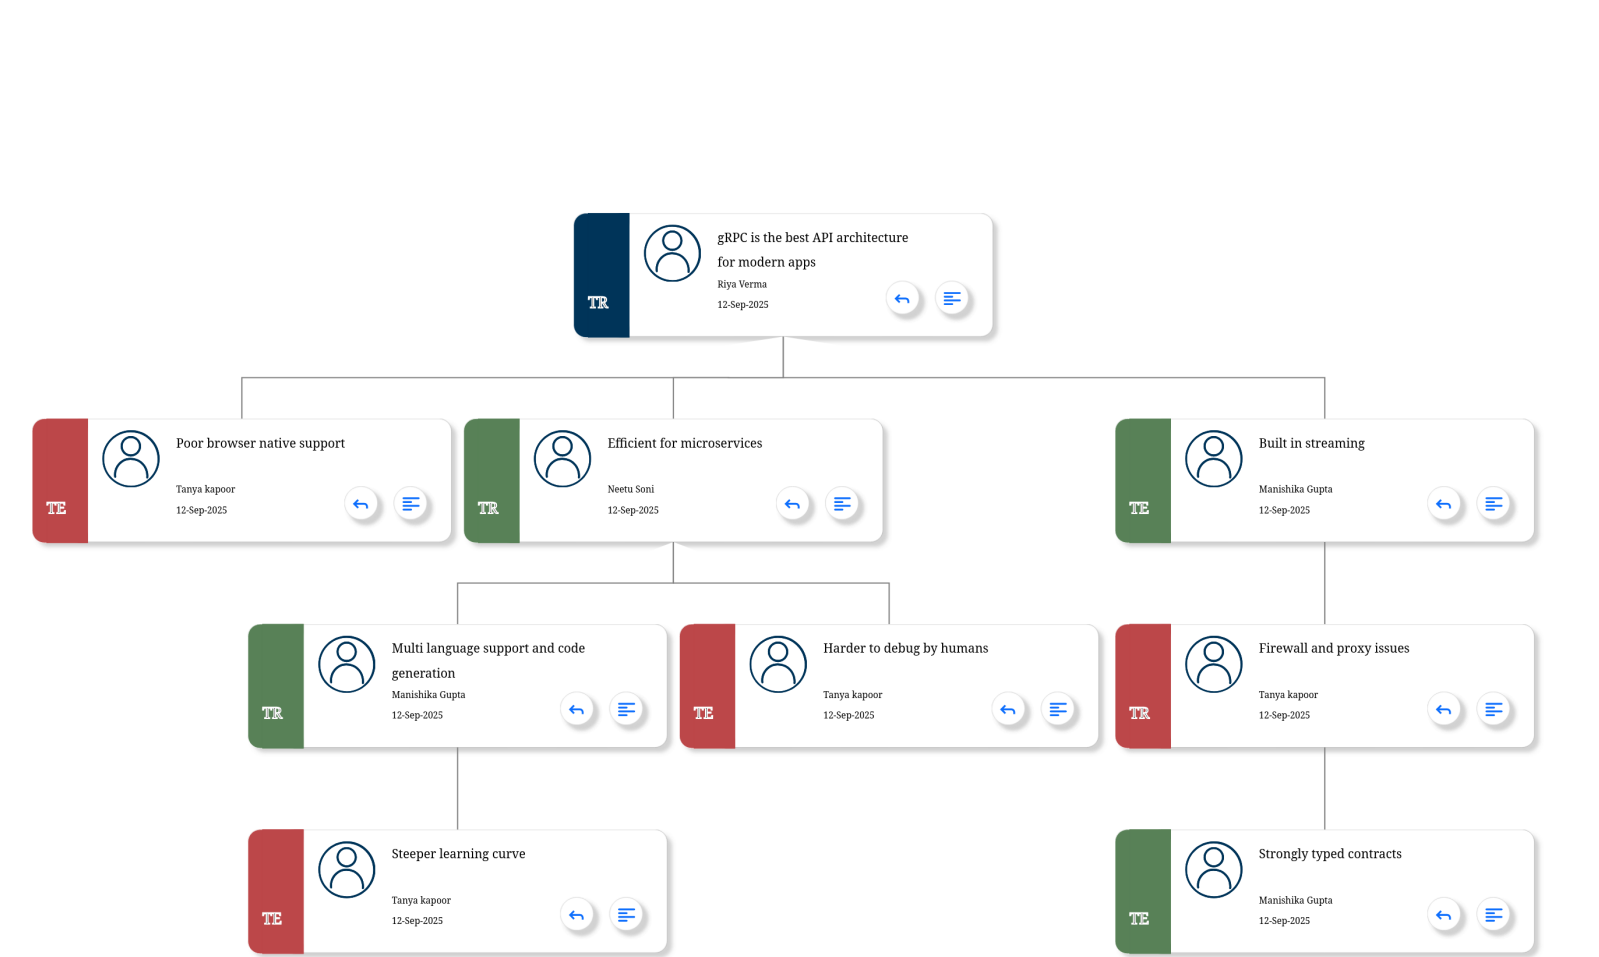 gRPC is the best API architecture
for modern apps
Riya Verma
12-Sep-2025
TR
Poor browser native support
Tanya kapoor
12-Sep-2025
TE
Efficient for microservices
Neetu Soni
12-Sep-2025
TR
Built in streaming
Manishika Gupta
12-Sep-2025
TE
Multi language support and code
generation
Manishika Gupta
12-Sep-2025
TR
Harder to debug by humans
Tanya kapoor
12-Sep-2025
TE
Firewall and proxy issues
Tanya kapoor
12-Sep-2025
TR
Steeper learning curve
Tanya kapoor
12-Sep-2025
TE
Strongly typed contracts
Manishika Gupta
12-Sep-2025
TE